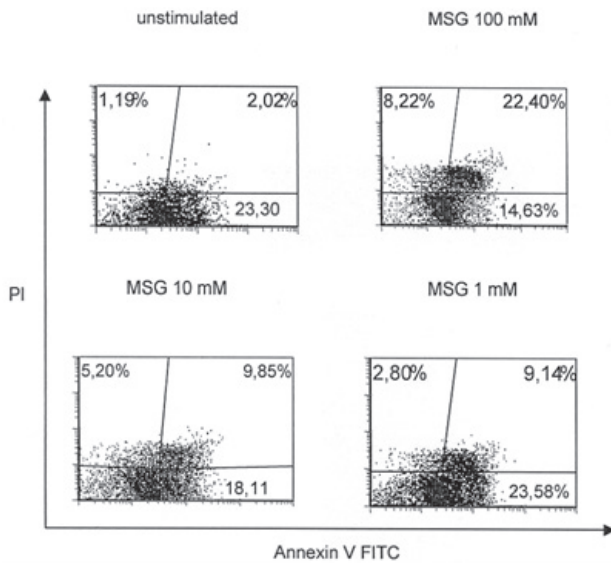 unstimulated
MSG 100 mM
1,19%
2,02%
23,30
8,22%
22,40%
14,63%
PI
MSG 10 mM
MSG 1 mM
5,20%
9,85%
18,11
2,80%
9,14%
23,58%
Annexin V FITC